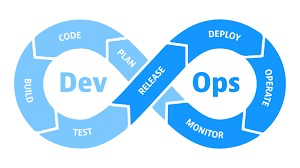 CODE
PLAN
BUILD
Dev
TEST
RELEASE
DEPLOY
Ops
OPERATE
MONITOR